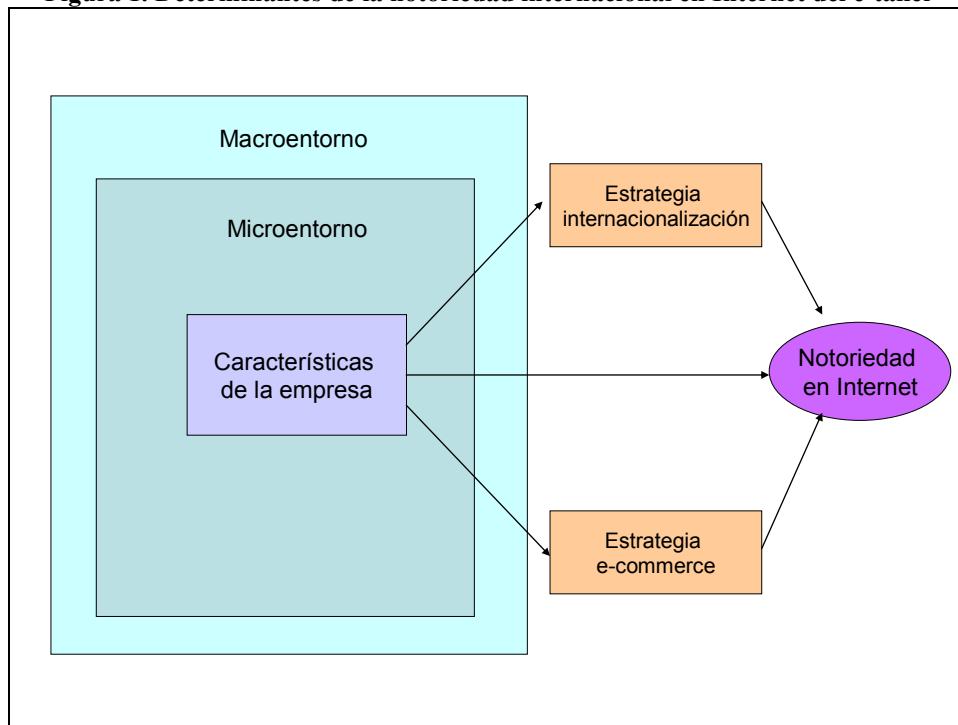 Figura 1. Determinantes de la notoriedad internacional en Internet del e-tailer
Macroentorno
Microentorno
Características
de la empresa
Estrategia
internacionalización
Estrategia
e-commerce
Notoriedad
en Internet